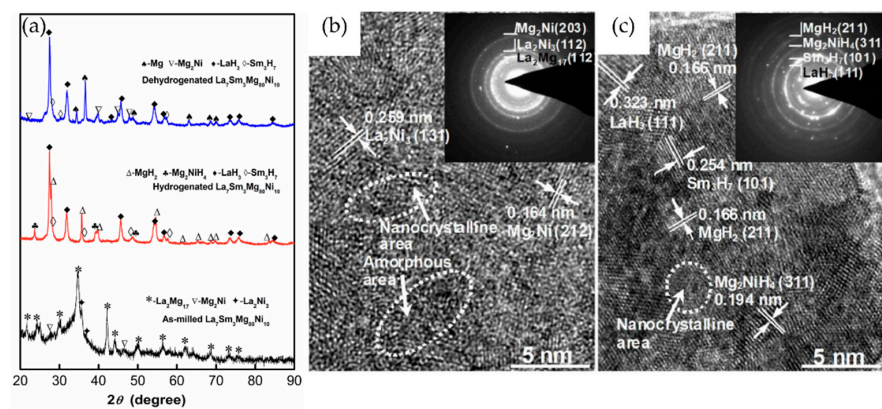 (a)
♠-Mg ▽-Mg₂Ni ♦-LaH₃ ◇-Sm₃H₇
Dehydrogenated La₇Sm₃Mg₈₀Ni₁₀
△-MgH₂ ♣-Mg₂NiH₄ ♦-LaH₃ ◇-Sm₃H₇
Hydrogenated La₇Sm₃Mg₈₀Ni₁₀
*-La₂Mg₁₇ ▽-Mg₂Ni ✦-La₂Ni₃
As-milled La₇Sm₃Mg₈₀Ni₁₀
20 30 40 50 60 70 80 90
2θ (degree)
(b)
Mg₂Ni(203)
La₂Ni₃(112)
La₂Mg₁₇(112
0.259 nm
(131)
0.164 nm
Mg₂Ni(212)
Nanocrystalline
area
Amorphous
area
5 nm
(c)
MgH₂(211)
Mg₂NiH₄(311)
Sm₃H₇(101)
(111)
MgH₂ (211)
0.166 nm
0.323 nm
LaH₃ (111)
0.254 nm
Sm₃H₇ (101)
0.166 nm
MgH₂ (211)
Mg₂NiH₄ (311)
0.194 nm
Nanocrystalline
area
5 nm